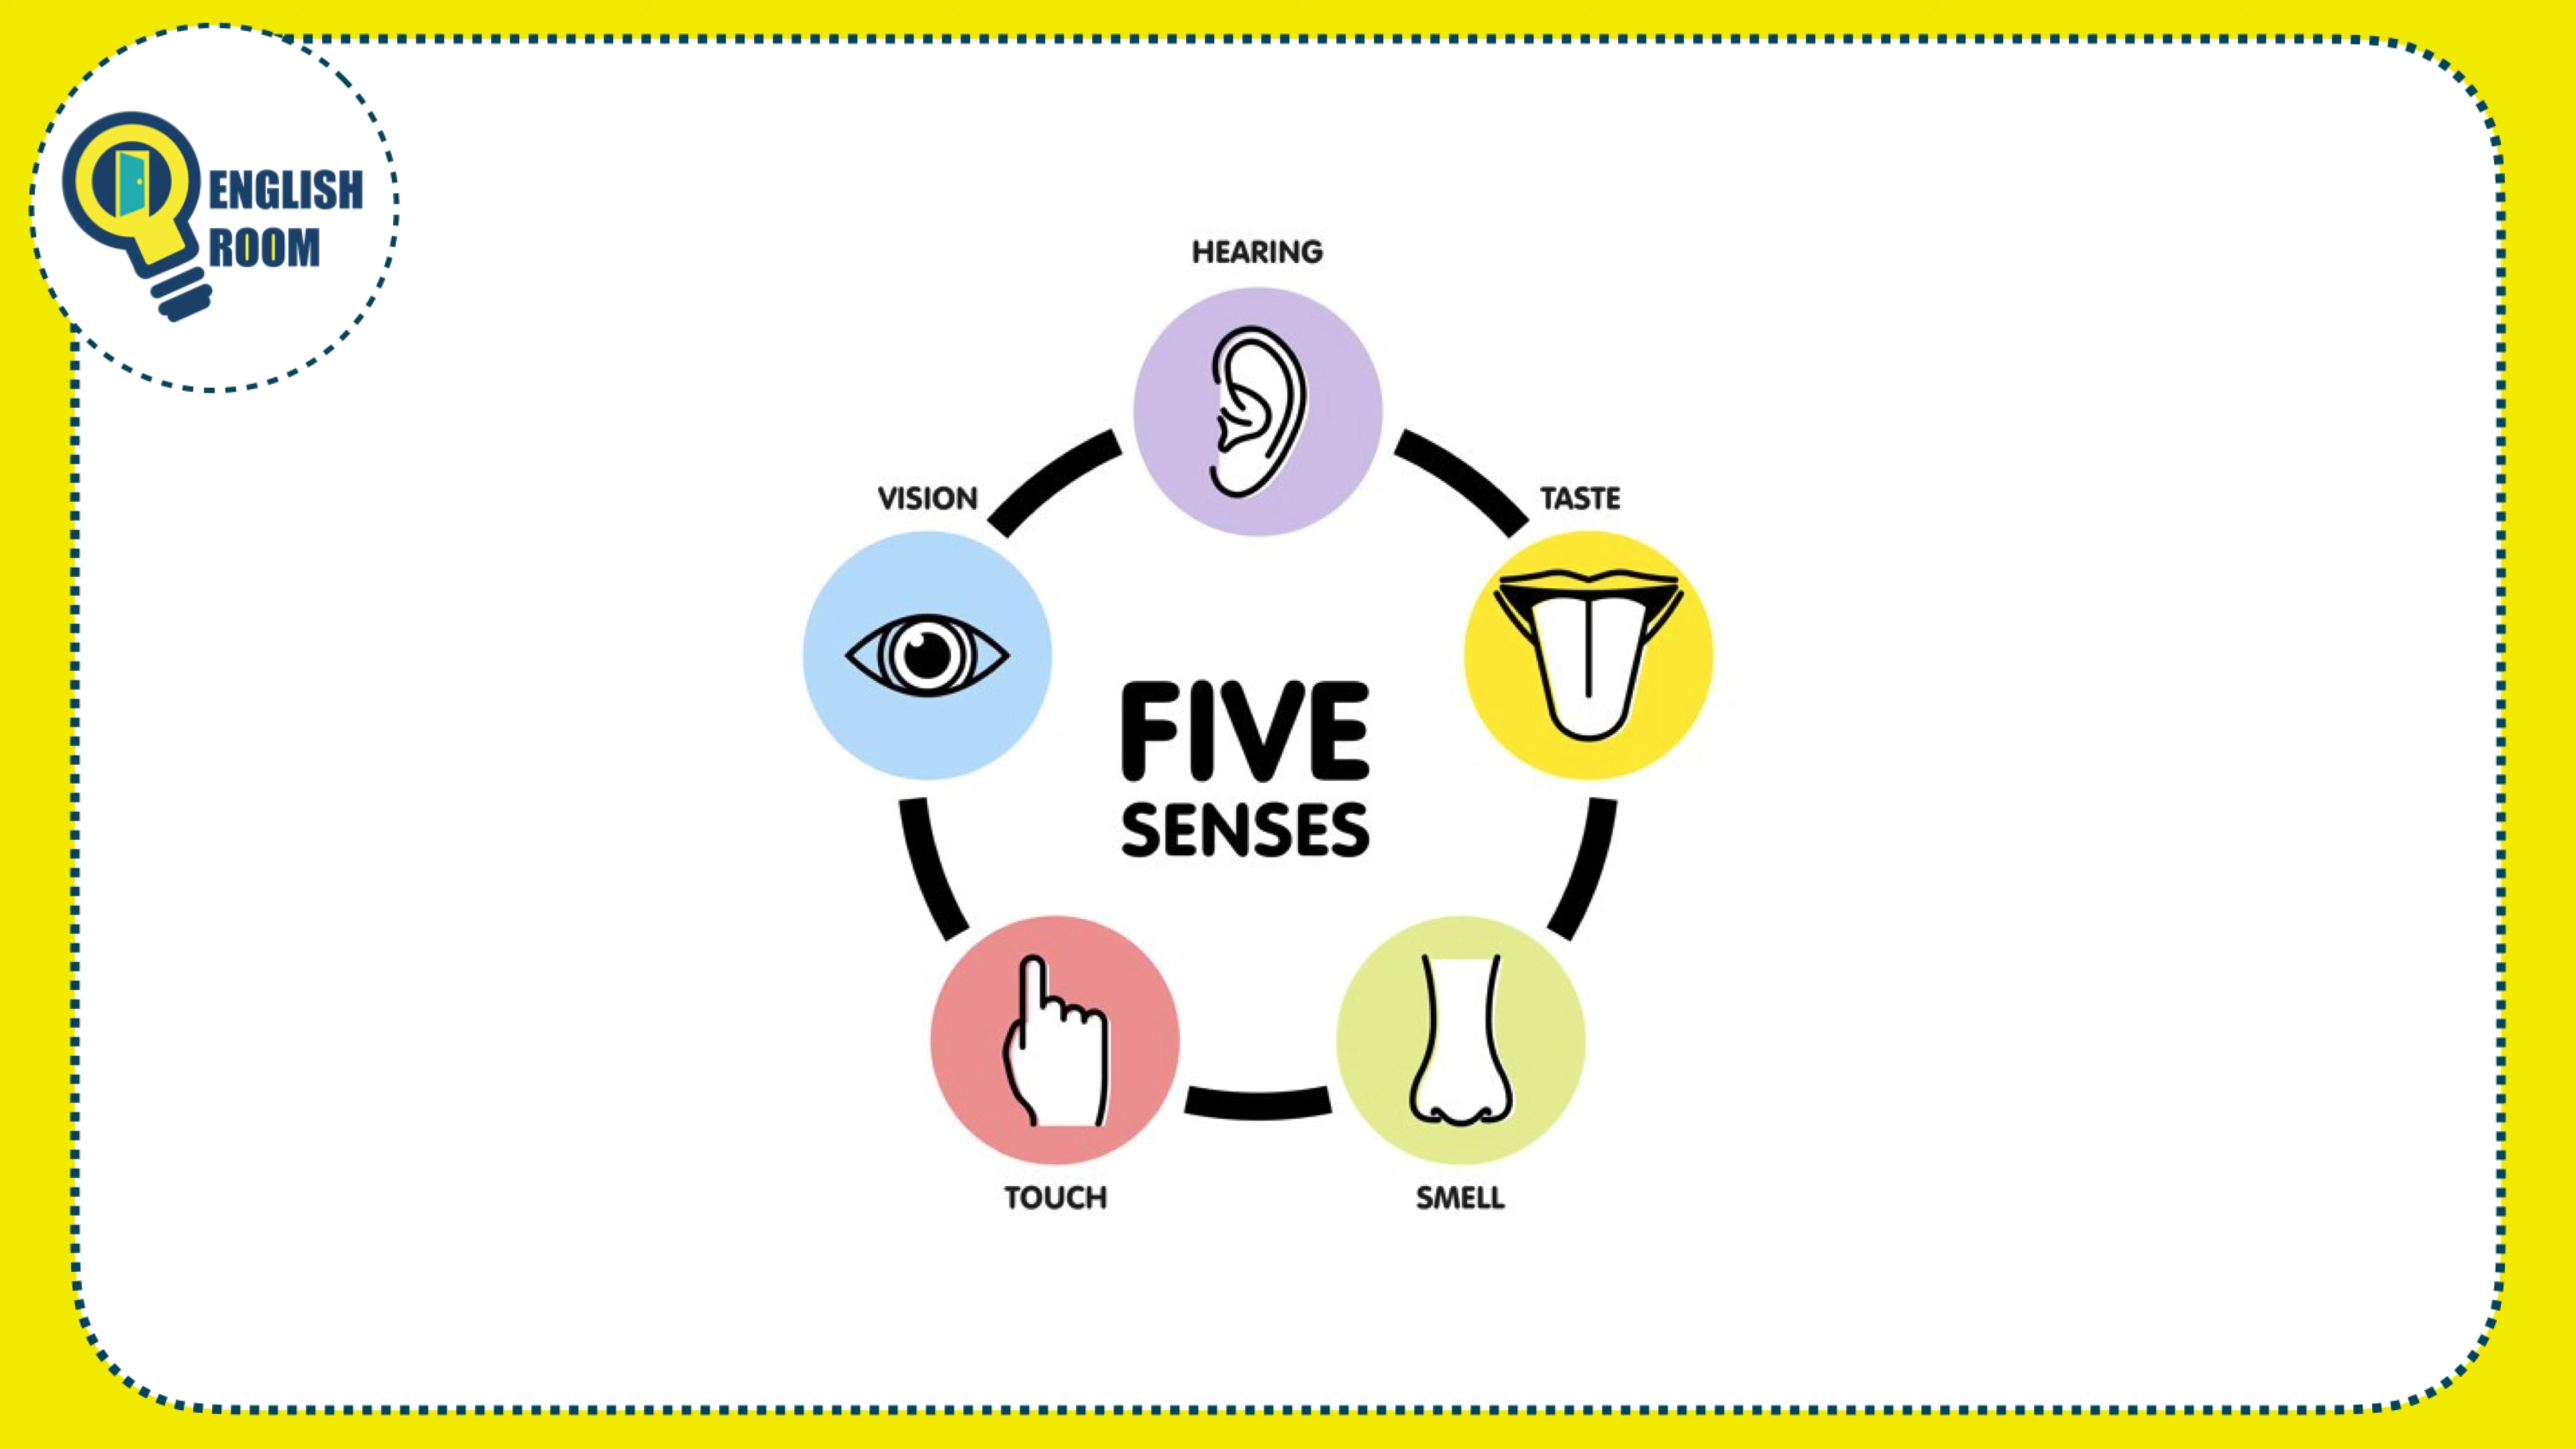 ENGLISH
ROOM
HEARING
VISION
TASTE
FIVE
SENSES
TOUCH
SMELL